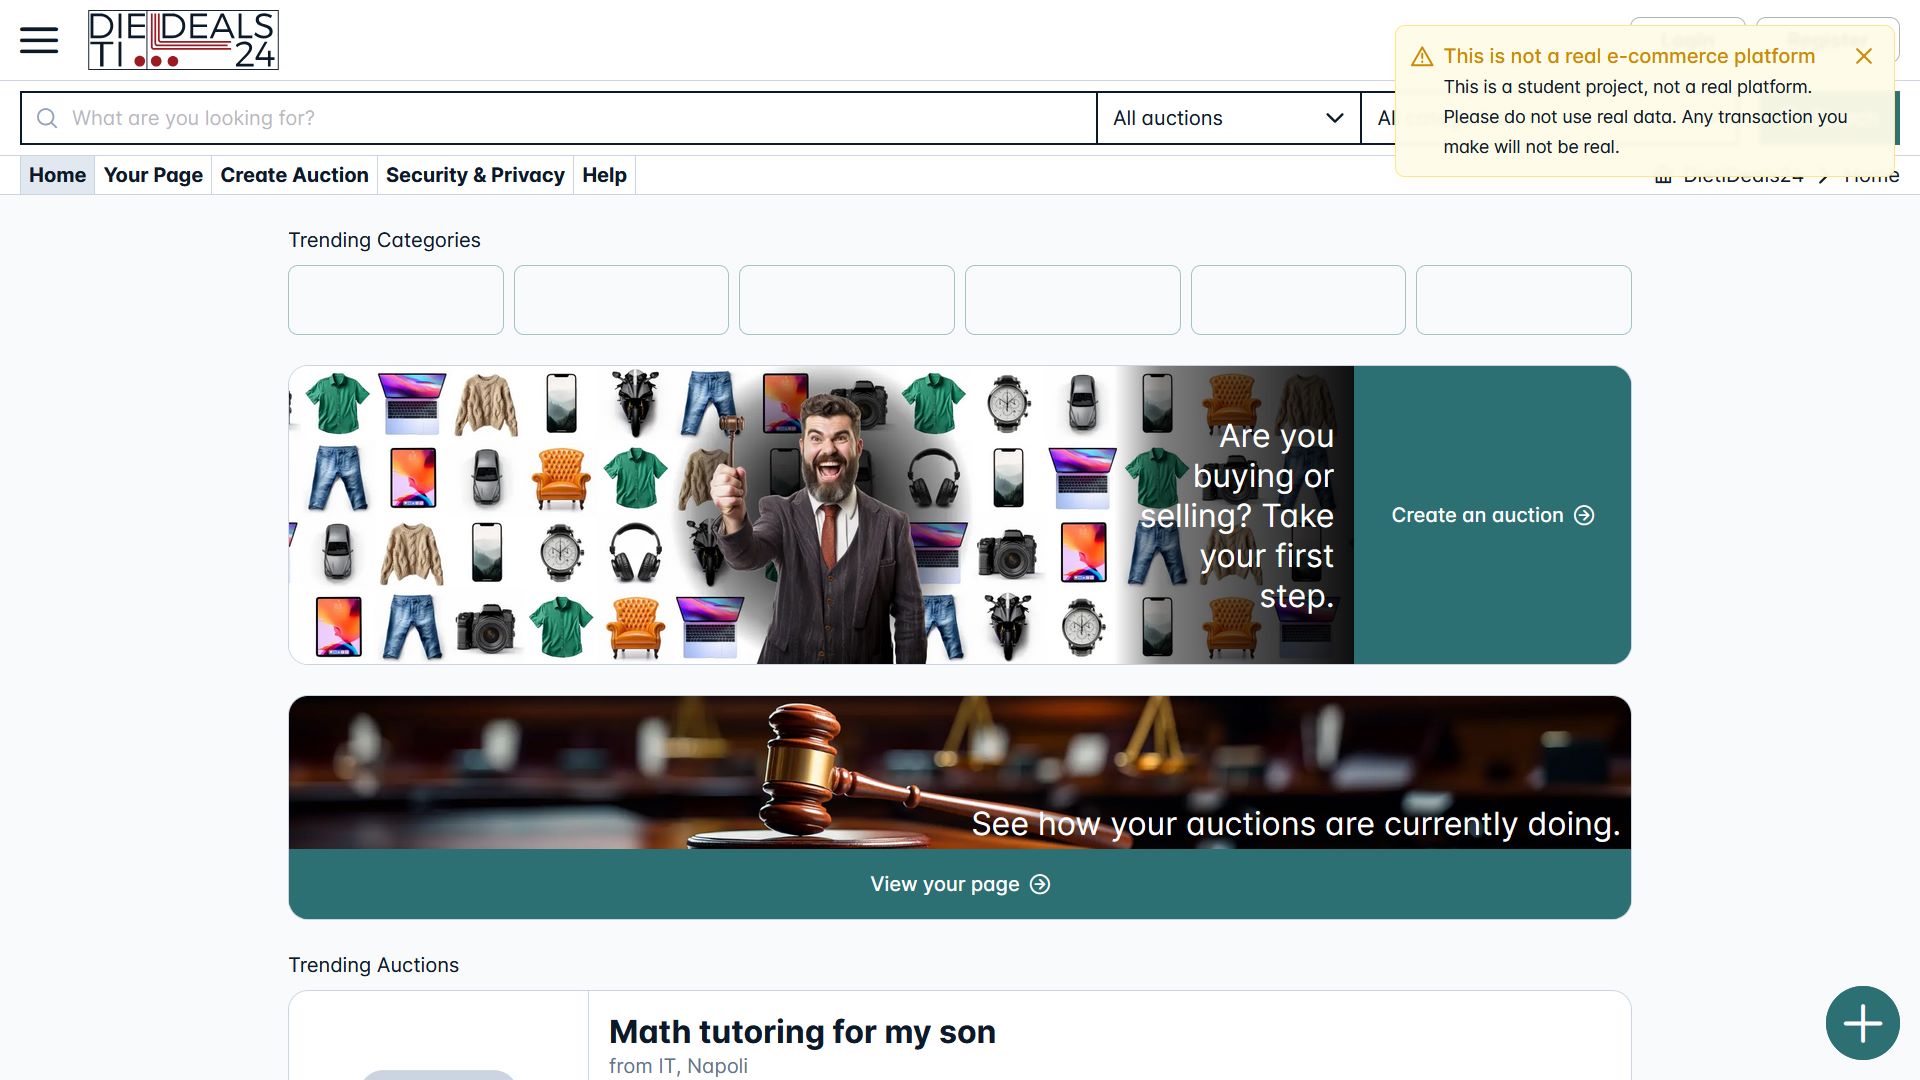 DIE DEALS
TI ... 24
This is not a real e-commerce platform
This is a student project, not a real platform.
Please do not use real data. Any transaction you
make will not be real.
What are you looking for?
All auctions
Home
Your Page
Create Auction
Security & Privacy
Help
DietiDeals24
Home
Trending Categories
Are you
buying or
selling? Take
your first
step.
Create an auction
See how your auctions are currently doing.
View your page
Trending Auctions
Math tutoring for my son
from IT, Napoli